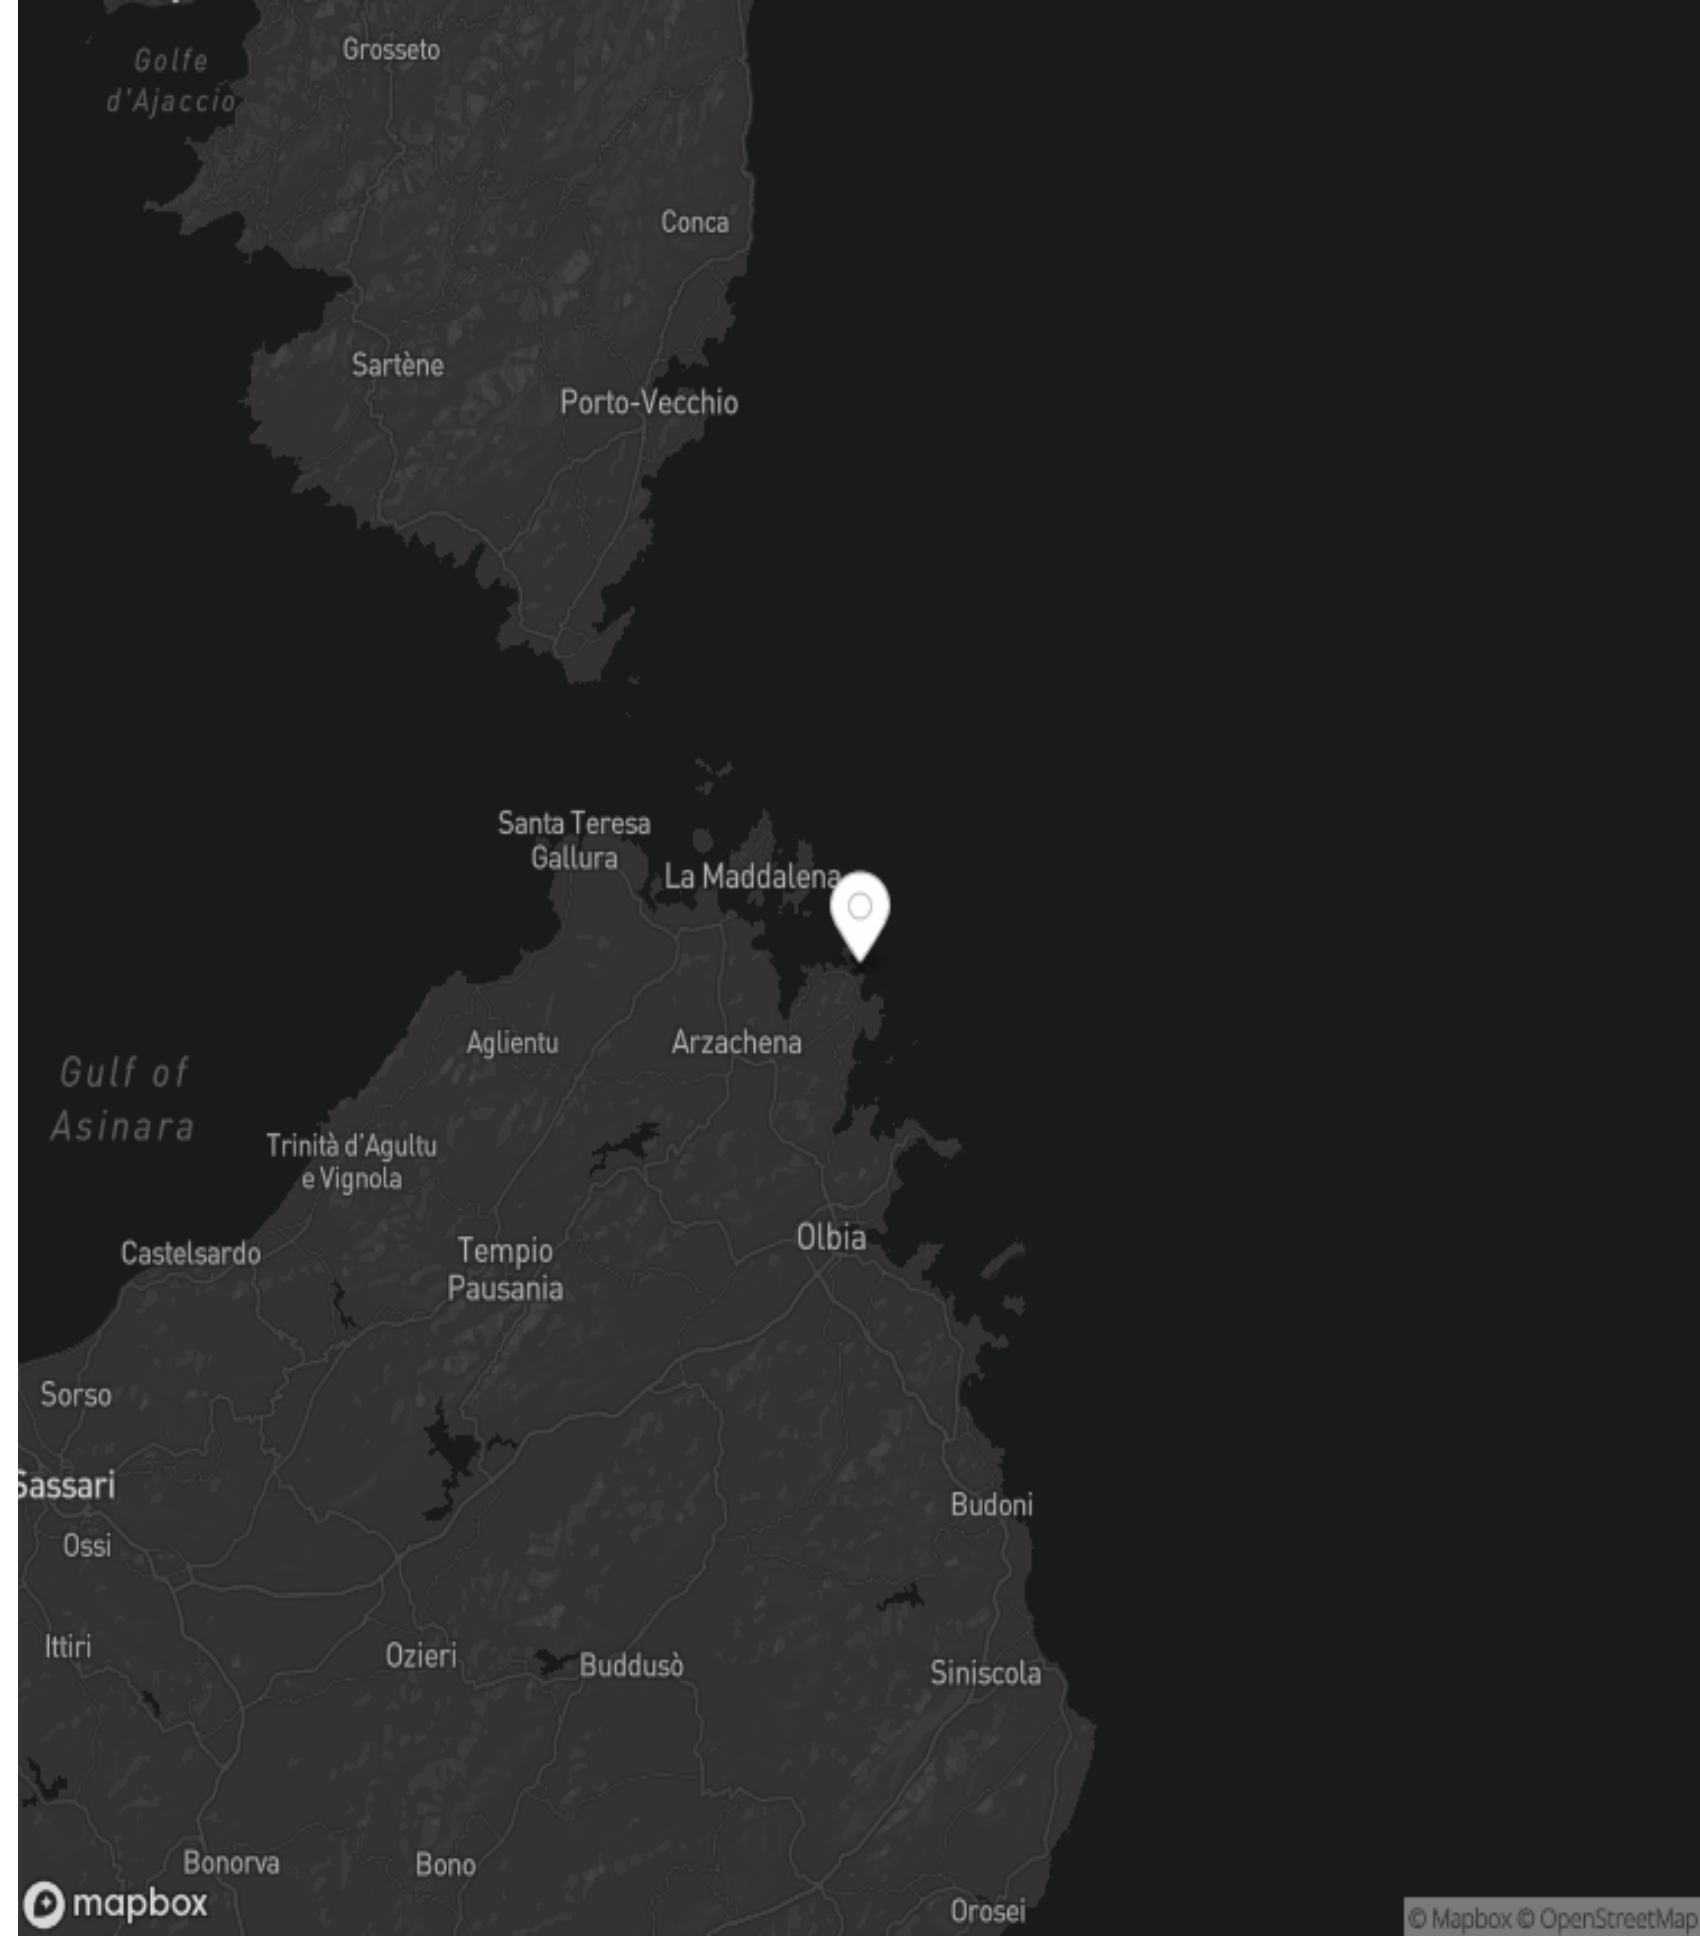 Grosseto
Golfe
d'Ajaccio
Conca
Sartène
Porto-Vecchio
Santa Teresa
Gallura
La Maddalena
Aglientu
Arzachena
Gulf of
Asinara
Trinità d'Agultu
e Vignola
Olbia
Castelsardo
Tempio
Pausania
Sorso
Sassari
Budoni
Ossi
Ittiri
Ozieri
Buddusò
Siniscola
Bonorva
Bono
mapbox
Orosei
© Mapbox © OpenStreetMap